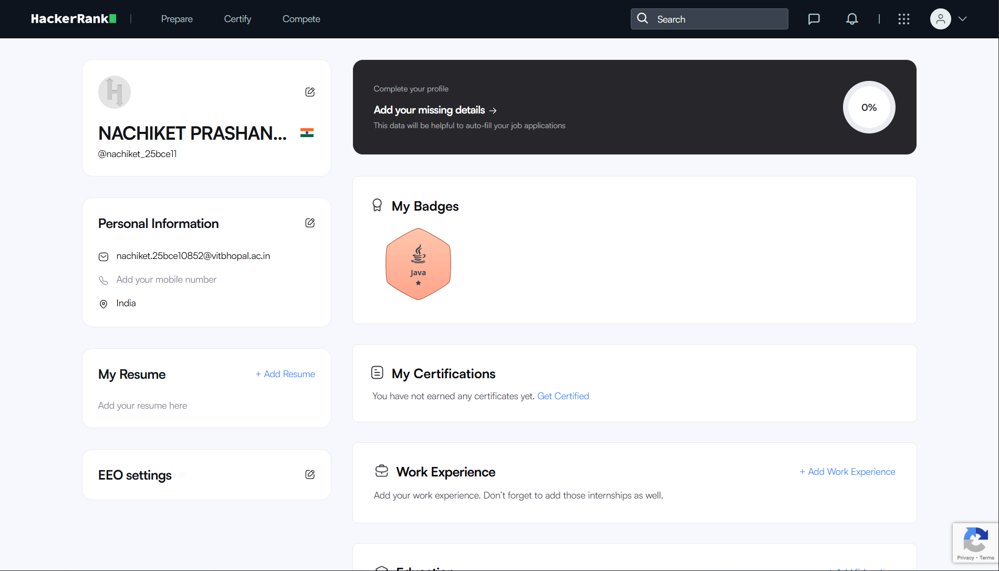 HackerRank
Prepare
Certify
Compete
Search
NACHIKET PRASHAN...
@nachiket_25bce11
Personal Information
nachiket.25bce10852@vitbhopal.ac.in
Add your mobile number
India
My Resume
+ Add Resume
Add your resume here
EEO settings
Complete your profile
Add your missing details →
This data will be helpful to auto-fill your job applications
0%
My Badges
Java
My Certifications
You have not earned any certificates yet. Get Certified
Work Experience
+ Add Work Experience
Add your work experience. Don't forget to add those internships as well.
Education
Privacy - Terms